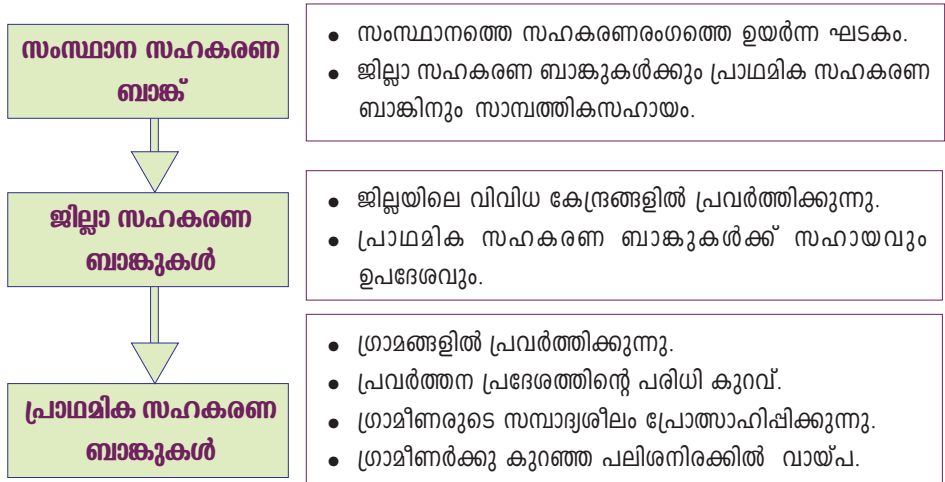 സംസ്ഥാന സഹകരണ
ബാങ്ക്
• സംസ്ഥാനത്തെ സഹകരണരംഗത്തെ ഉയർന്ന ഘടകം.
• ജില്ലാ സഹകരണ ബാങ്കുകൾക്കും പ്രാഥമിക സഹകരണ
ബാങ്കിനും സാമ്പത്തികസഹായം.
ജില്ലാ സഹകരണ
ബാങ്കുകൾ
• ജില്ലയിലെ വിവിധ കേന്ദ്രങ്ങളിൽ പ്രവർത്തിക്കുന്നു.
• പ്രാഥമിക സഹകരണ ബാങ്കുകൾക്ക് സഹായവും
ഉപദേശവും.
പ്രാഥമിക സഹകരണ
ബാങ്കുകൾ
• ഗ്രാമങ്ങളിൽ പ്രവർത്തിക്കുന്നു.
• പ്രവർത്തന പ്രദേശത്തിന്റെ പരിധി കുറവ്.
• ഗ്രാമീണരുടെ സമ്പാദ്യശീലം പ്രോത്സാഹിപ്പിക്കുന്നു.
• ഗ്രാമീണർക്കു കുറഞ്ഞ പലിശനിരക്കിൽ വായ്പ.